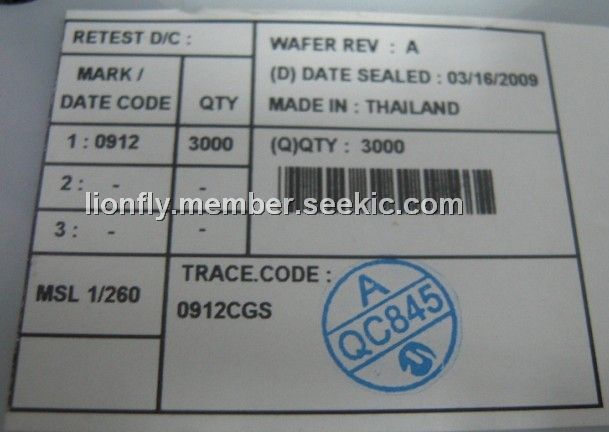 RETEST D/C :
MARK /
DATE CODE QTY
1 : 0912 3000
2 : - -
3 : - -
MSL 1/260
WAFER REV : A
(D) DATE SEALED : 03/16/2009
MADE IN : THAILAND
(Q)QTY : 3000
lionfly.member.seekic.com
TRACE.CODE :
0912CGS
A
QC845